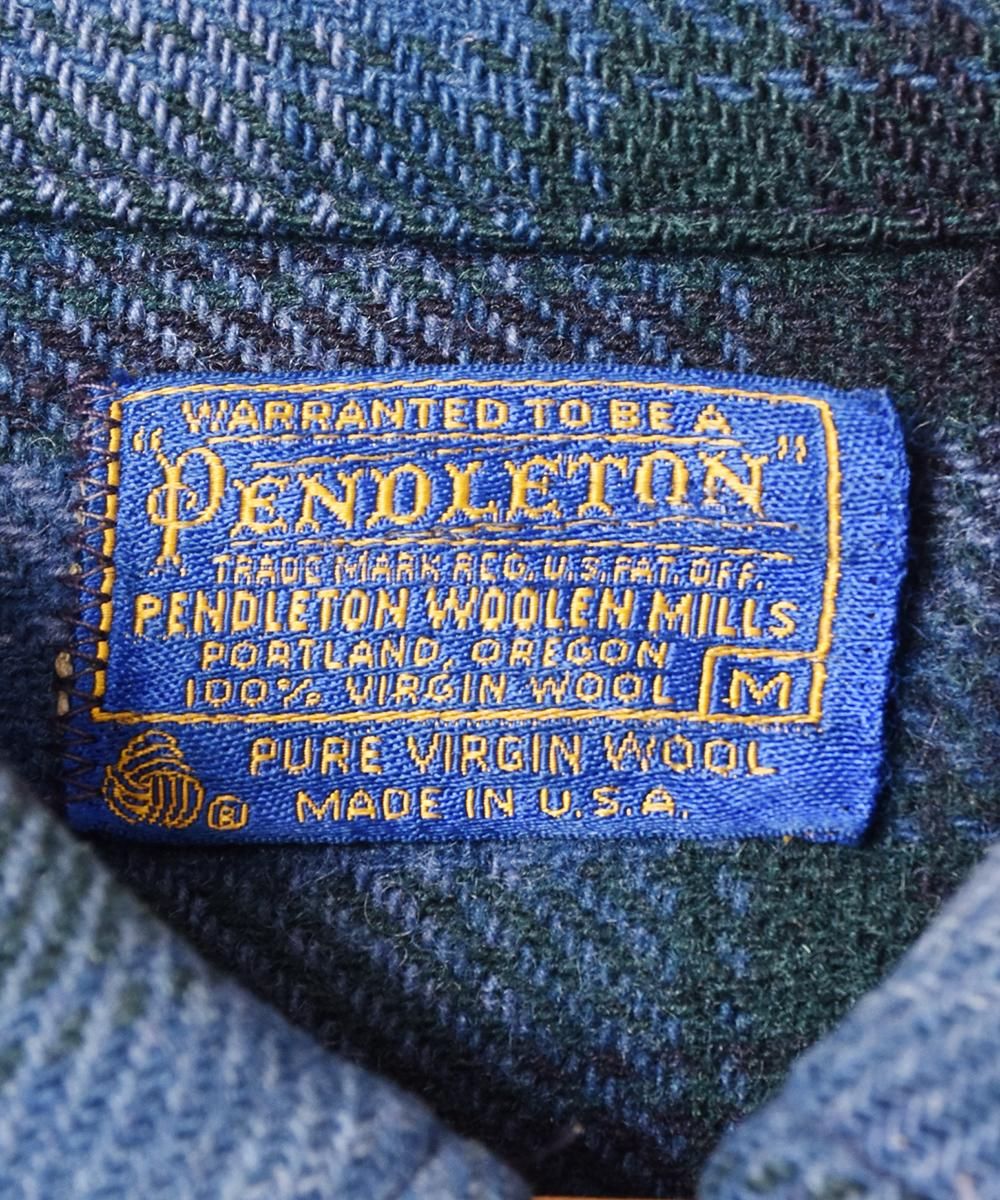 WARRANTED TO BE A
"PENDLETON"
TRADE MARK REG. U.S. PAT. OFF.
PENDLETON WOOLEN MILLS
PORTLAND, OREGON
100% VIRGIN WOOL M
PURE VIRGIN WOOL
® MADE IN U.S.A.